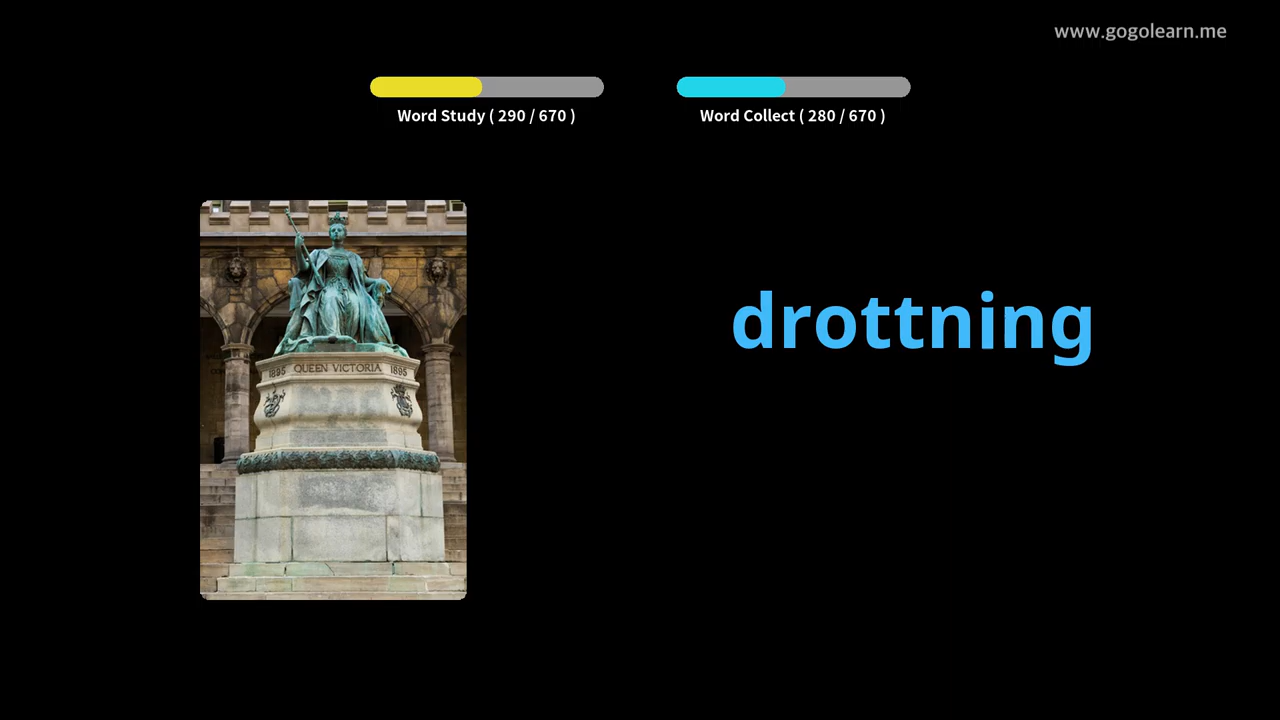 www.gogolearn.me
Word Study ( 290 / 670 )
Word Collect ( 280 / 670 )
drottning
1895 QUEEN VICTORIA 1895